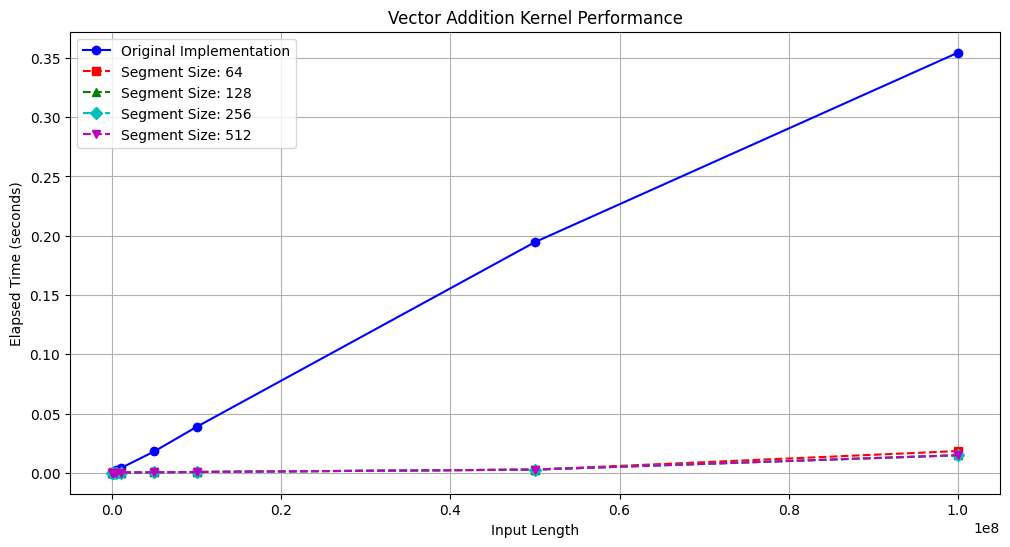 Vector Addition Kernel Performance
Original Implementation
Segment Size: 64
Segment Size: 128
Segment Size: 256
Segment Size: 512
Elapsed Time (seconds)
0.35
0.30
0.25
0.20
0.15
0.10
0.05
0.00
0.0 0.2 0.4 0.6 0.8 1.0
1e8
Input Length